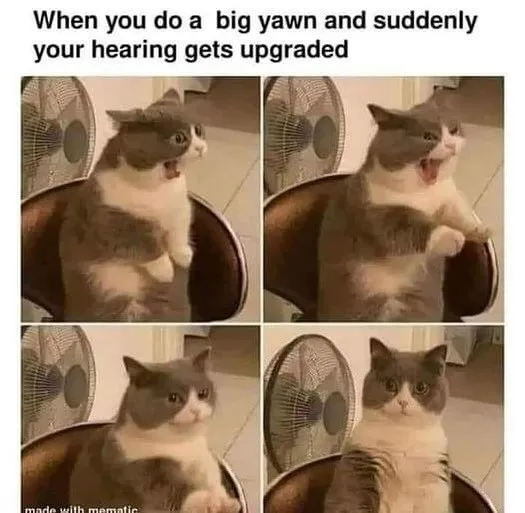 When you do a big yawn and suddenly
your hearing gets upgraded
made with mematic